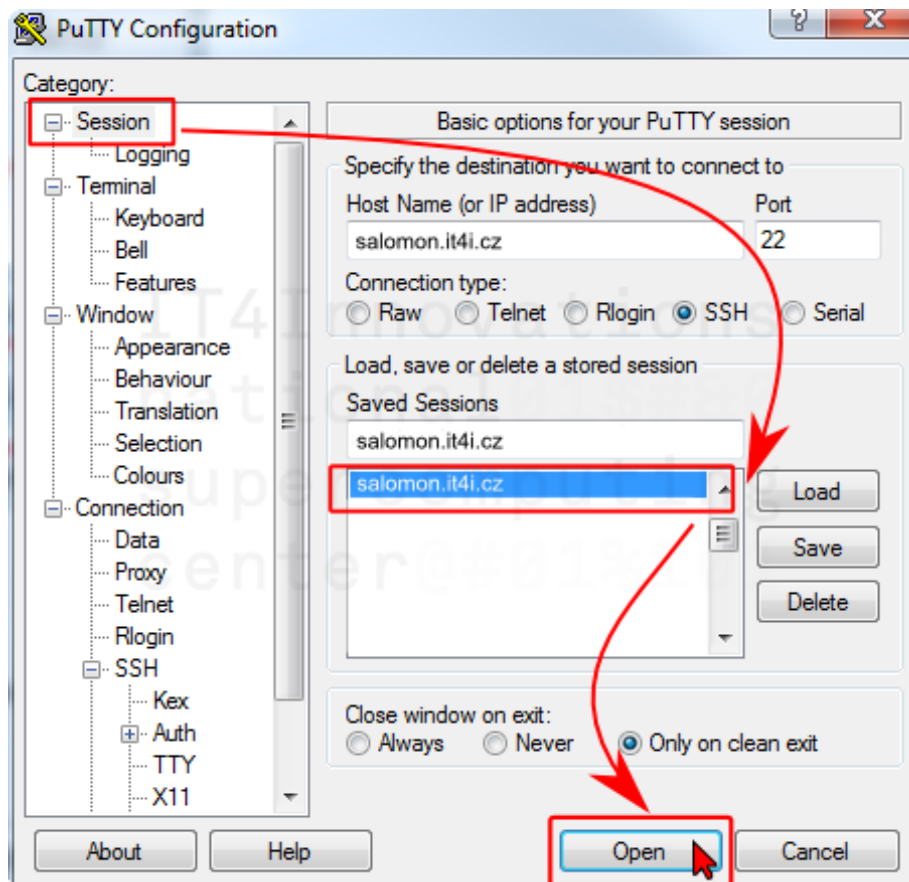 PuTTY Configuration
?
X
Category:
Session
Logging
Terminal
Keyboard
Bell
Features
Window
Appearance
Behaviour
Translation
Selection
Colours
Connection
Data
Proxy
Telnet
Rlogin
SSH
Kex
Auth
TTY
X11
Basic options for your PuTTY session
Specify the destination you want to connect to
Host Name (or IP address) Port
salomon.it4i.cz 22
Connection type:
Raw Telnet Rlogin SSH Serial
Load, save or delete a stored session
Saved Sessions
salomon.it4i.cz
salomon.it4i.cz
Load
Save
Delete
Close window on exit:
Always Never Only on clean exit
About Help Open Cancel
IT4Innovations
national
supercomputing